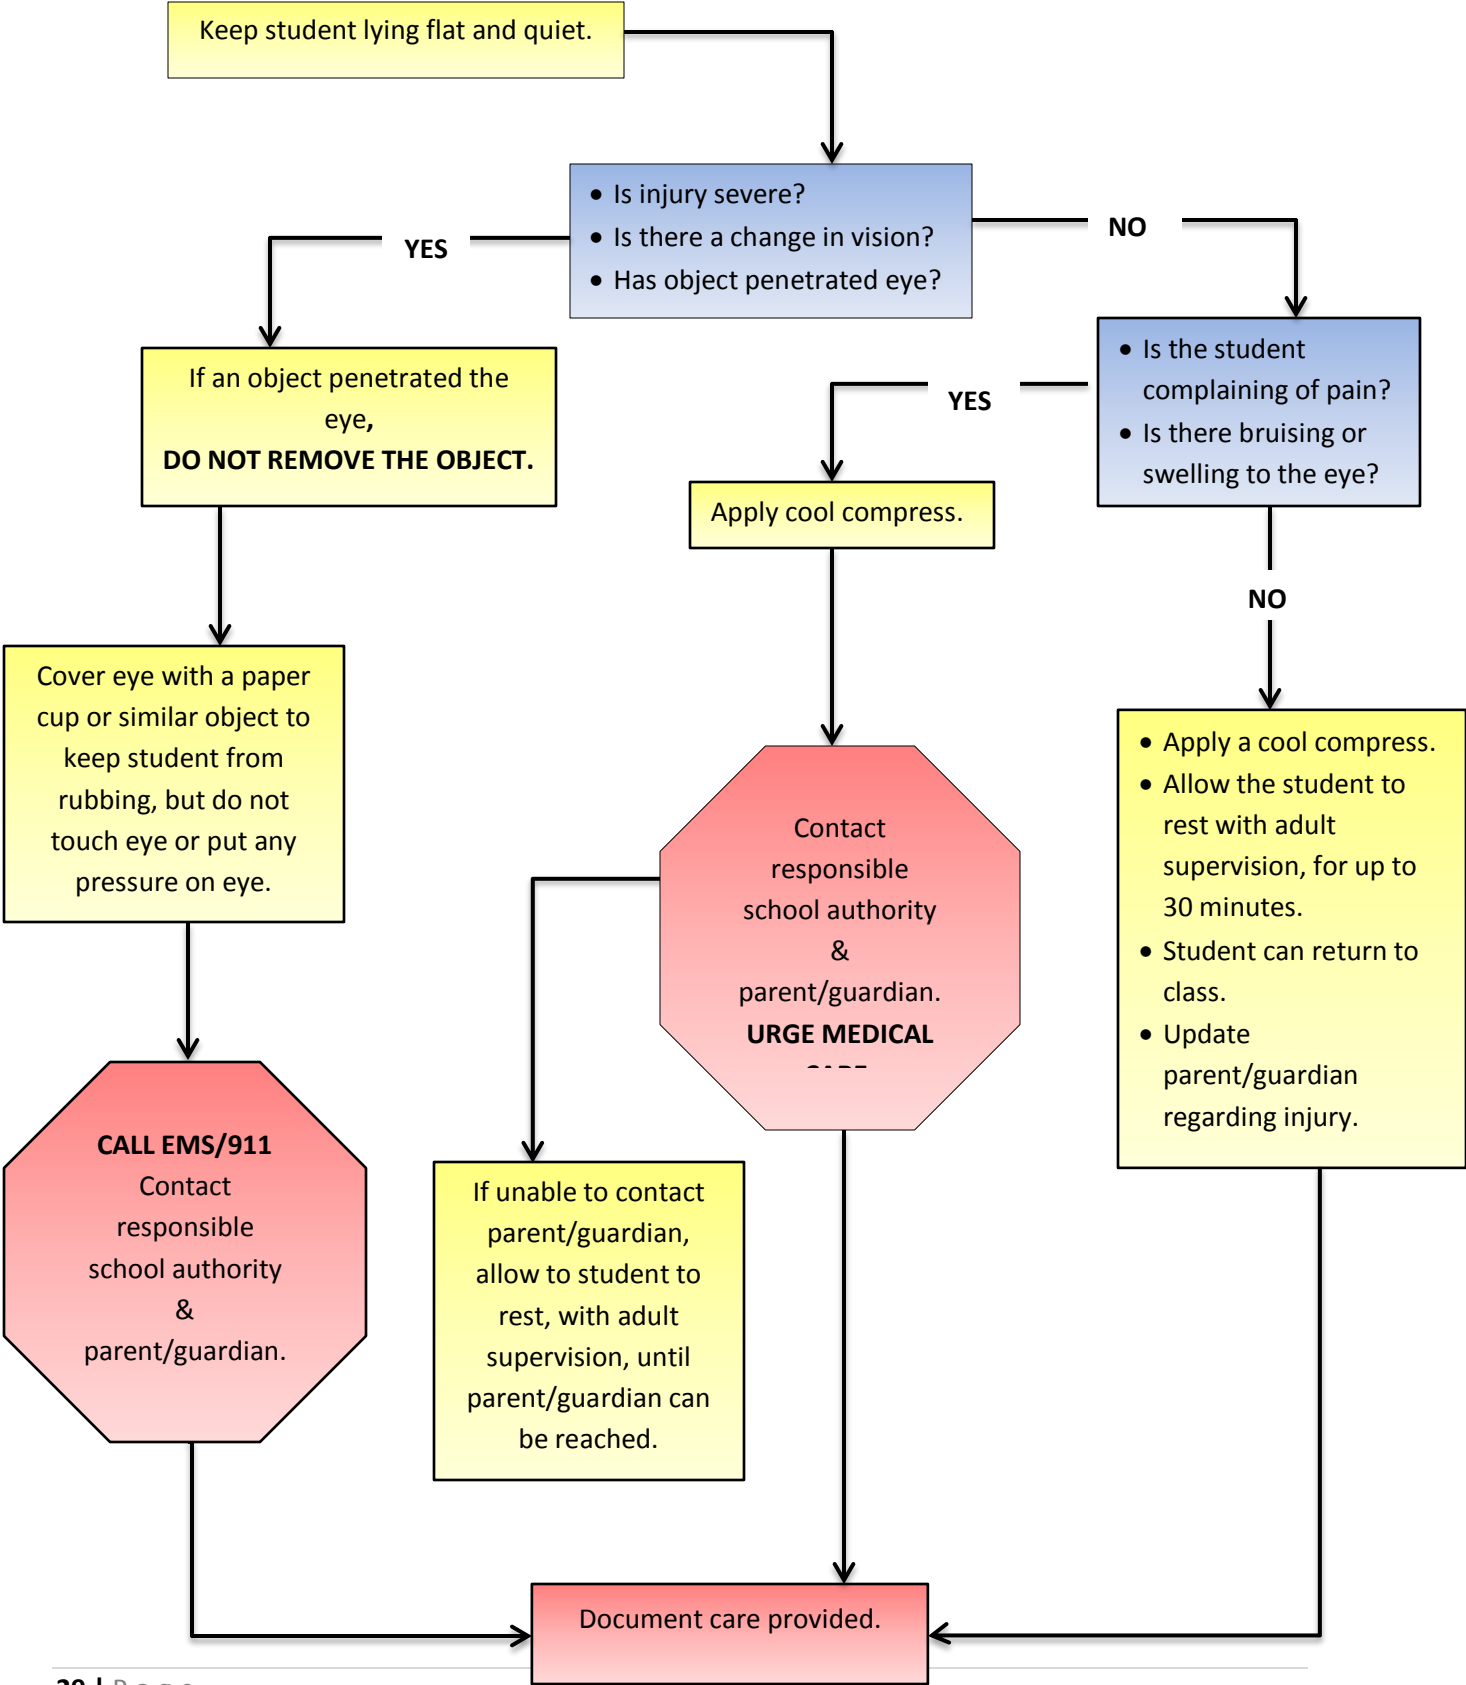 Keep student lying flat and quiet.
• Is injury severe?
• Is there a change in vision?
• Has object penetrated eye?
YES
NO
If an object penetrated the
eye,
DO NOT REMOVE THE OBJECT.
• Is the student
complaining of pain?
• Is there bruising or
swelling to the eye?
YES
Apply cool compress.
NO
Cover eye with a paper
cup or similar object to
keep student from
rubbing, but do not
touch eye or put any
pressure on eye.
Contact
responsible
school authority
&
parent/guardian.
URGE MEDICAL
• Apply a cool compress.
• Allow the student to
rest with adult
supervision, for up to
30 minutes.
• Student can return to
class.
• Update
parent/guardian
regarding injury.
CALL EMS/911
Contact
responsible
school authority
&
parent/guardian.
If unable to contact
parent/guardian,
allow to student to
rest, with adult
supervision, until
parent/guardian can
be reached.
Document care provided.